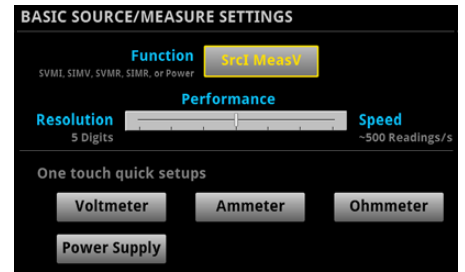 BASIC SOURCE/MEASURE SETTINGS
Function
SVMI, SIMV, SVMR, SIMR, or Power
SrcI MeasV
Performance
Resolution
5 Digits
Speed
~500 Readings/s
One touch quick setups
Voltmeter
Ammeter
Ohmmeter
Power Supply